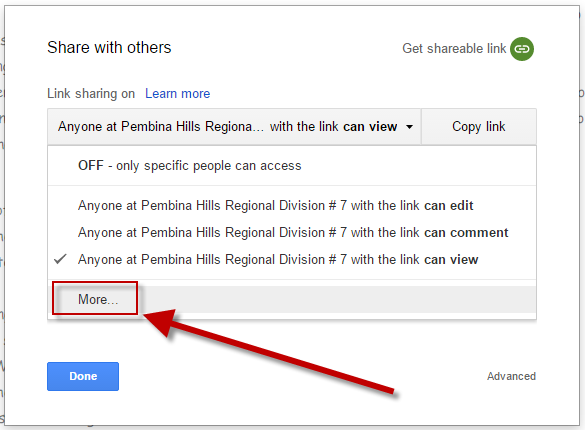 Share with others
Get shareable link
Link sharing on Learn more
Anyone at Pembina Hills Regiona... with the link can view
Copy link
OFF - only specific people can access
Anyone at Pembina Hills Regional Division # 7 with the link can edit
Anyone at Pembina Hills Regional Division # 7 with the link can comment
Anyone at Pembina Hills Regional Division # 7 with the link can view
More...
Done
Advanced